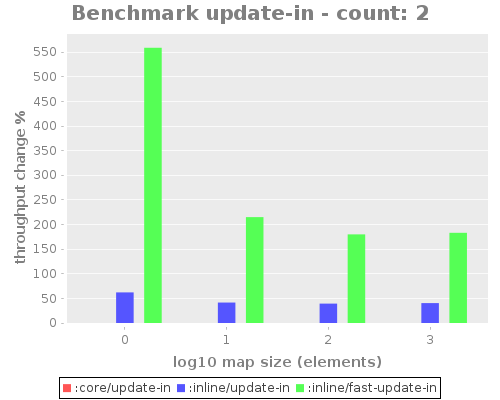 Benchmark update-in - count: 2
throughput change %
550
500
450
400
350
300
250
200
150
100
50
0
0 1 2 3
log10 map size (elements)
:core/update-in :inline/update-in :inline/fast-update-in